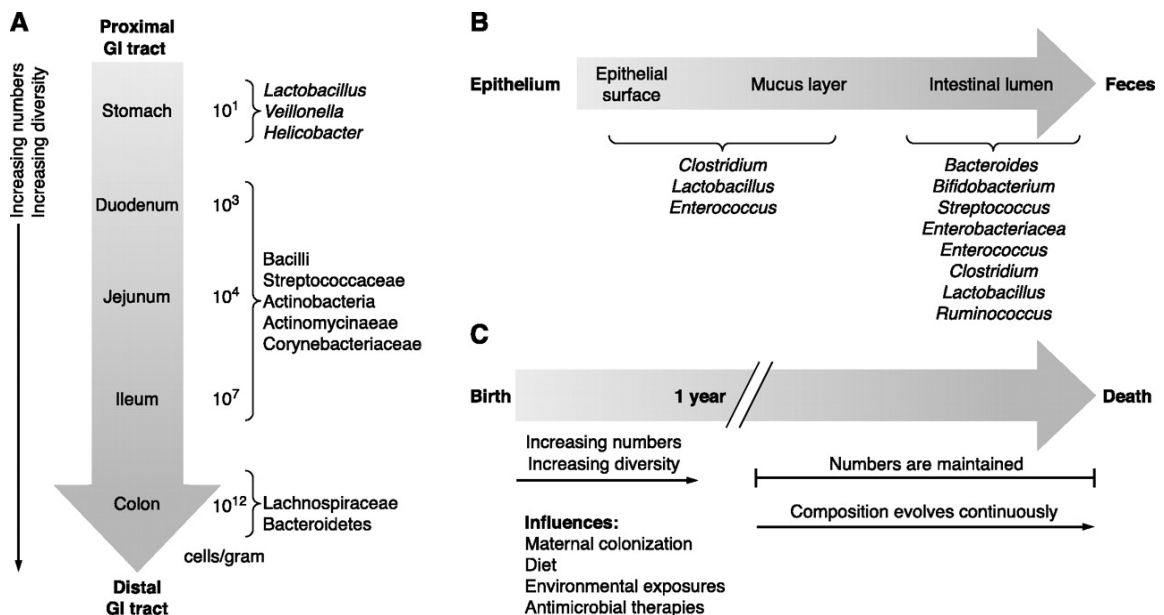 A
Proximal
GI tract
Increasing numbers
Increasing diversity
Stomach
10¹
Lactobacillus
Veillonella
Helicobacter
Duodenum
10³
Jejunum
10⁴
Ileum
10⁷
Bacilli
Streptococcaceae
Actinobacteria
Actinomycinaeae
Corynebacteriaceae
Colon
10¹²
Lachnospiraceae
Bacteroidetes
cells/gram
Distal
GI tract
B
Epithelium
Epithelial
surface
Mucus layer
Intestinal lumen
Feces
Clostridium
Lactobacillus
Enterococcus
Bacteroides
Bifidobacterium
Streptococcus
Enterobacteriacea
Enterococcus
Clostridium
Lactobacillus
Ruminococcus
C
Birth
1 year
Death
Increasing numbers
Increasing diversity
Numbers are maintained
Composition evolves continuously
Influences:
Maternal colonization
Diet
Environmental exposures
Antimicrobial therapies